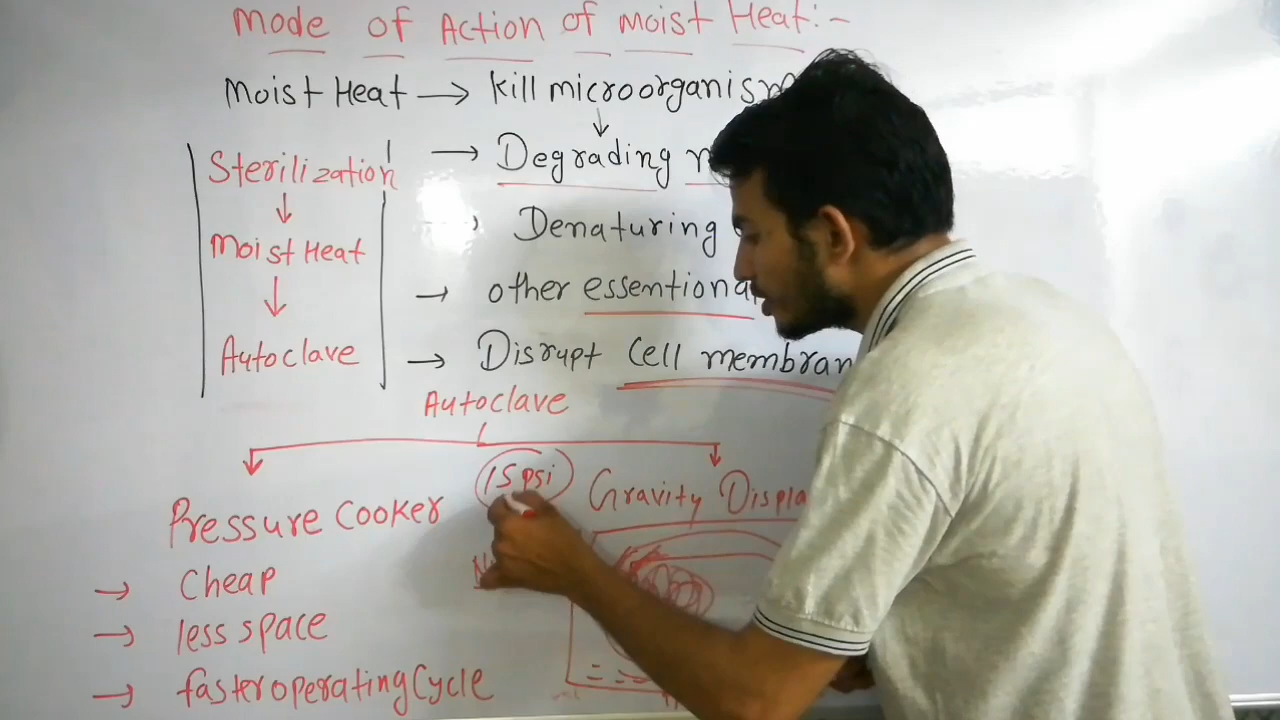 Mode of Action of Moist Heat:-
Moist Heat → kill microorganism
Sterilization
↓
Moist Heat
↓
Autoclave
→ Degrading
→ Denaturing
→ other essentional
→ Disrupt Cell membran
Autoclave
Pressure Cooker
→ Cheap
→ less space
→ faster operating Cycle
15 psi
Gravity Displa